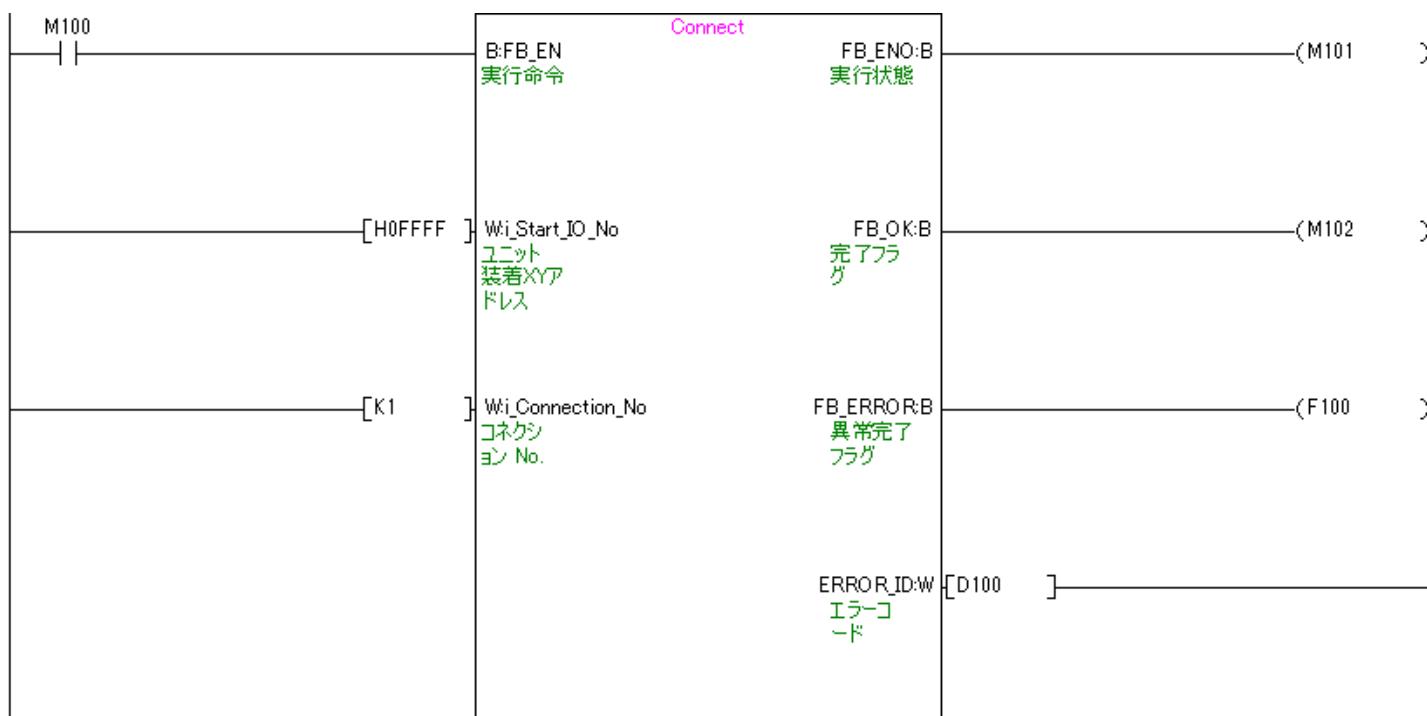 M100
Connect
B:FB_EN
実行命令
FB_ENO:B
実行状態
(M101 )
[H0FFFF ]
W:i_Start_IO_No
ユニット
装着XYア
ドレス
FB_OK:B
完了フラ
グ
(M102 )
[K1 ]
W:i_Connection_No
コネクシ
ョン No.
FB_ERROR:B
異常完了
フラグ
(F100 )
ERROR_ID:W
エラーコ
ード
[D100 ]